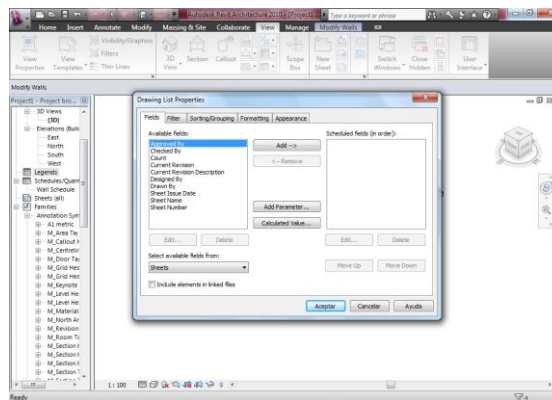 Autodesk Revit Architecture 2010 - [Project1 Type a keyword or phrase
Home Insert Annotate Modify Massing & Site Collaborate View Manage Modify Walls
View Properties
View Templates
Visibility/Graphics
Filters
Thin Lines
3D View
Section
Callout
Scope Box
New Sheet
Switch Windows
Close Hidden
User Interface
Modify Walls
Project1 - Project bro...
3D Views
{3D}
Elevations (Buil
East
North
South
West
Legends
Schedules/Quant
Wall Schedule
Sheets (all)
Families
Annotation Sym
A1 metric
M_Area Ta
M_Callout H
M_Centrelin
M_Door Ta
M_Grid Hea
M_Grid Hea
M_Keynote
M_Level He
M_Level He
M_Material
M_North Ar
M_Revision
M_Room Ta
M_Section H
M_Section H
M_Section T
Drawing List Properties
Fields Filter Sorting/Grouping Formatting Appearance
Available fields:
Scheduled fields (in order):
Approved By
Checked By
Count
Current Revision
Current Revision Description
Designed By
Drawn By
Sheet Issue Date
Sheet Name
Sheet Number
Add -->
<-- Remove
Add Parameter...
Calculated Value...
Edit... Delete
Edit... Delete
Select available fields from:
Sheets
Move Up Move Down
Include elements in linked files
Aceptar Cancelar Ayuda
1 : 100
Ready